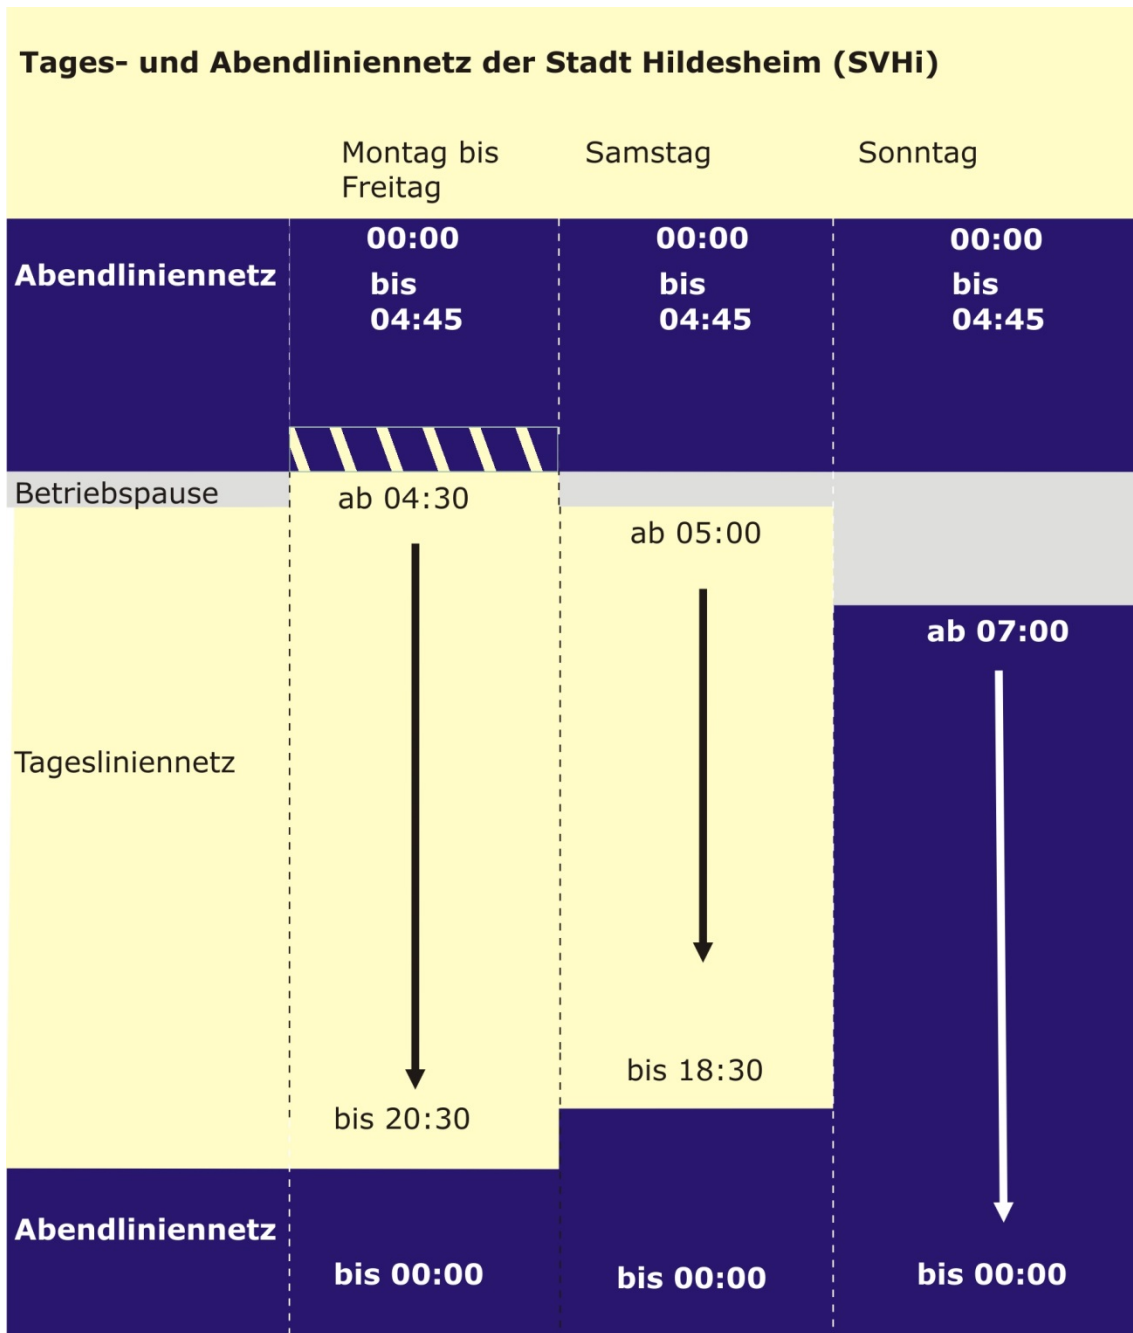 Tages- und Abendliniennetz der Stadt Hildesheim (SVHi)
Montag bis
Freitag
Samstag
Sonntag
Abendliniennetz
00:00
bis
04:45
00:00
bis
04:45
00:00
bis
04:45
Betriebspause
ab 04:30
ab 05:00
ab 07:00
Tagesliniennetz
bis 18:30
bis 20:30
Abendliniennetz
bis 00:00
bis 00:00
bis 00:00